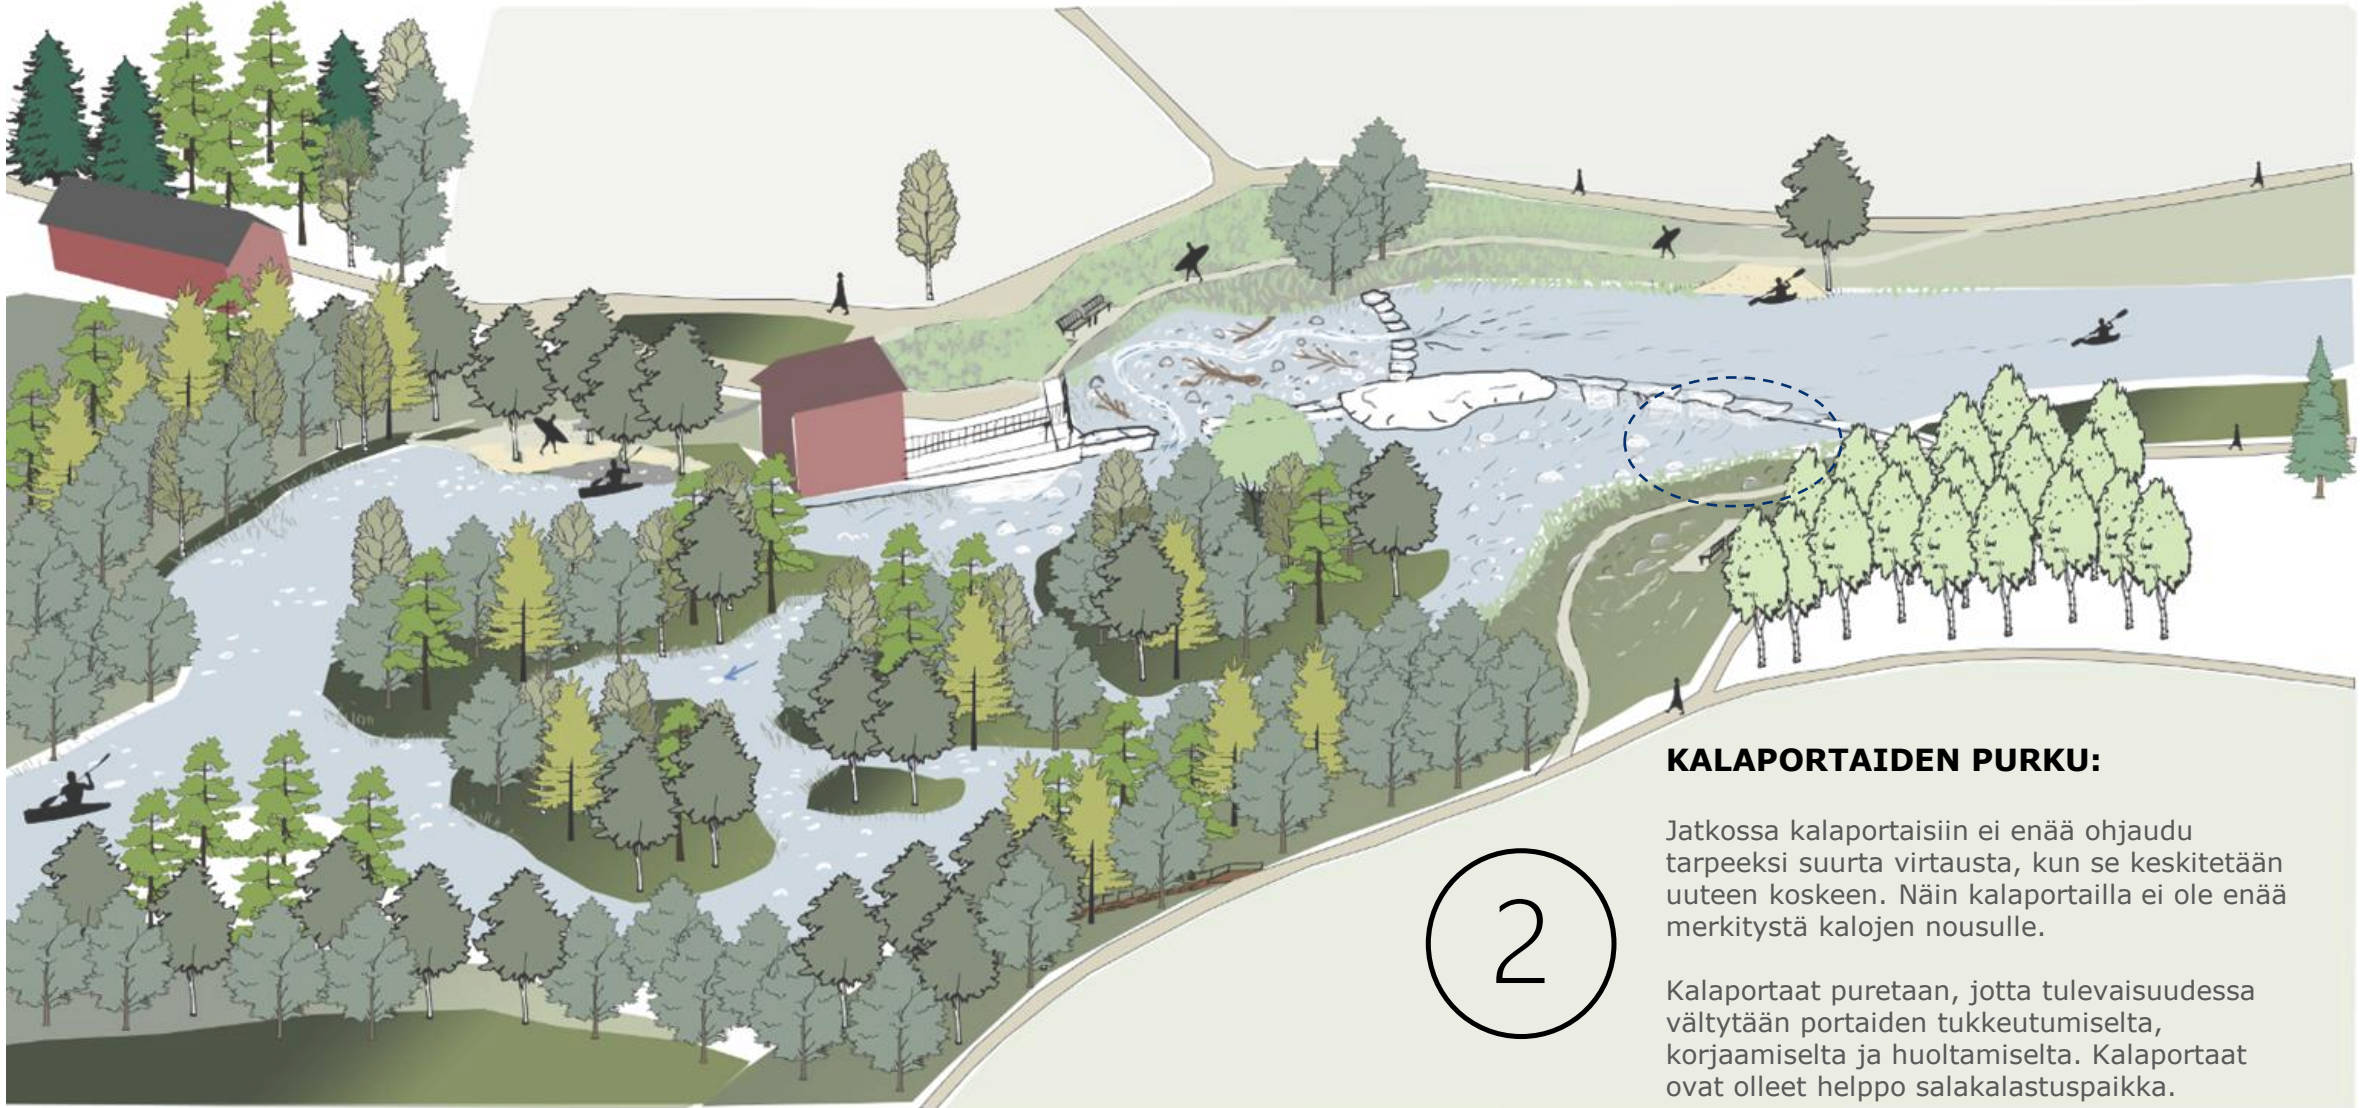 KALAPORTAIDEN PURKU:
Jatkossa kalaportaisiin ei enää ohjaudu
tarpeeksi suurta virtausta, kun se keskitetään
uuteen koskeen. Näin kalaportailla ei ole enää
merkitystä kalojen nousulle.
2
Kalaportaat puretaan, jotta tulevaisuudessa
vältytään portaiden tukkeutumiselta,
korjaamiselta ja huoltamiselta. Kalaportaat
ovat olleet helppo salakalastuspaikka.